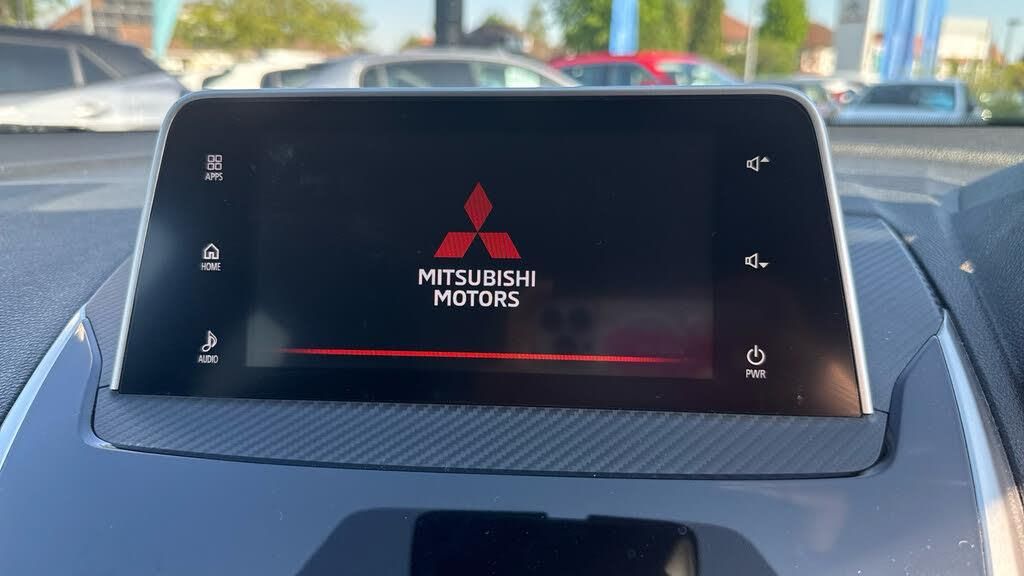 APPS
HOME
AUDIO
MITSUBISHI
MOTORS
PWR